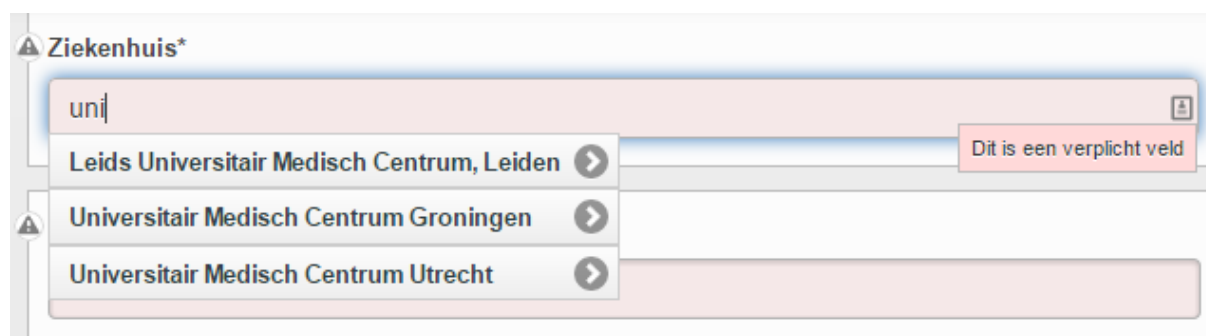 Ziekenhuis*
uni
Dit is een verplicht veld
Leids Universitair Medisch Centrum, Leiden
Universitair Medisch Centrum Groningen
Universitair Medisch Centrum Utrecht